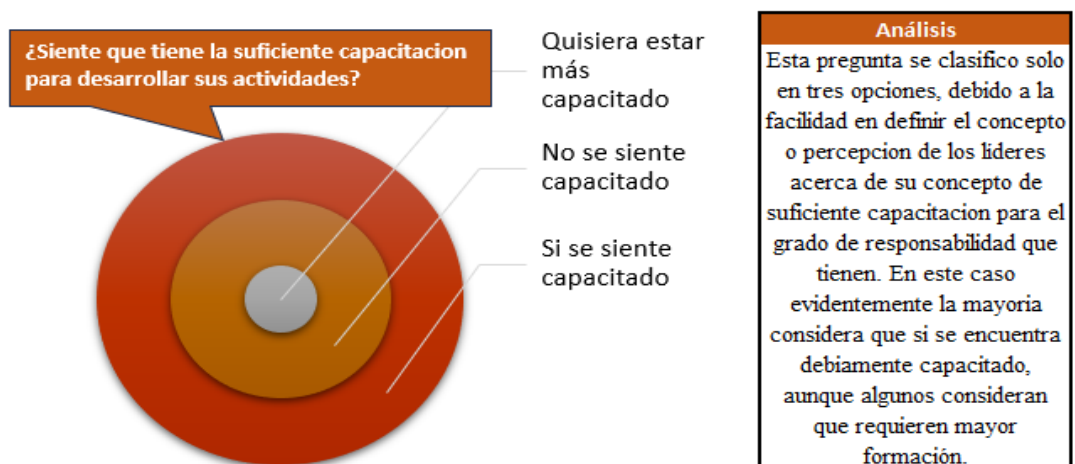 ¿Siente que tiene la suficiente capacitacion
para desarrollar sus actividades?
Quisiera estar
más
capacitado
No se siente
capacitado
Si se siente
capacitado
Análisis
Esta pregunta se clasifico solo
en tres opciones, debido a la
facilidad en definir el concepto
o percepcion de los lideres
acerca de su concepto de
suficiente capacitacion para el
grado de responsabilidad que
tienen. En este caso
evidentemente la mayoria
considera que si se encuentra
debiamente capacitado,
aunque algunos consideran
que requieren mayor
formación.